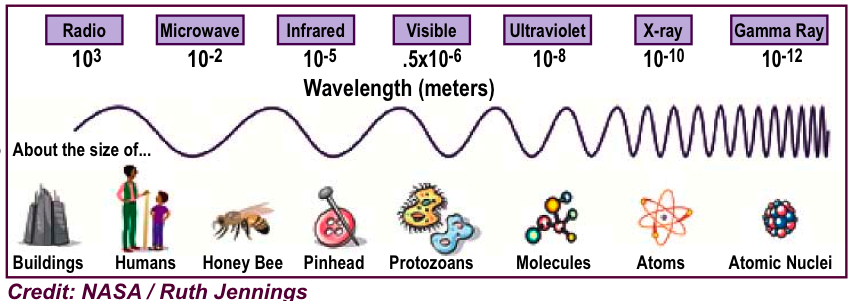 Radio Microwave Infrared Visible Ultraviolet X-ray Gamma Ray
10³ 10⁻² 10⁻⁵ .5x10⁻⁶ 10⁻⁸ 10⁻¹⁰ 10⁻¹²
Wavelength (meters)
About the size of...
Buildings Humans Honey Bee Pinhead Protozoans Molecules Atoms Atomic Nuclei
Credit: NASA / Ruth Jennings